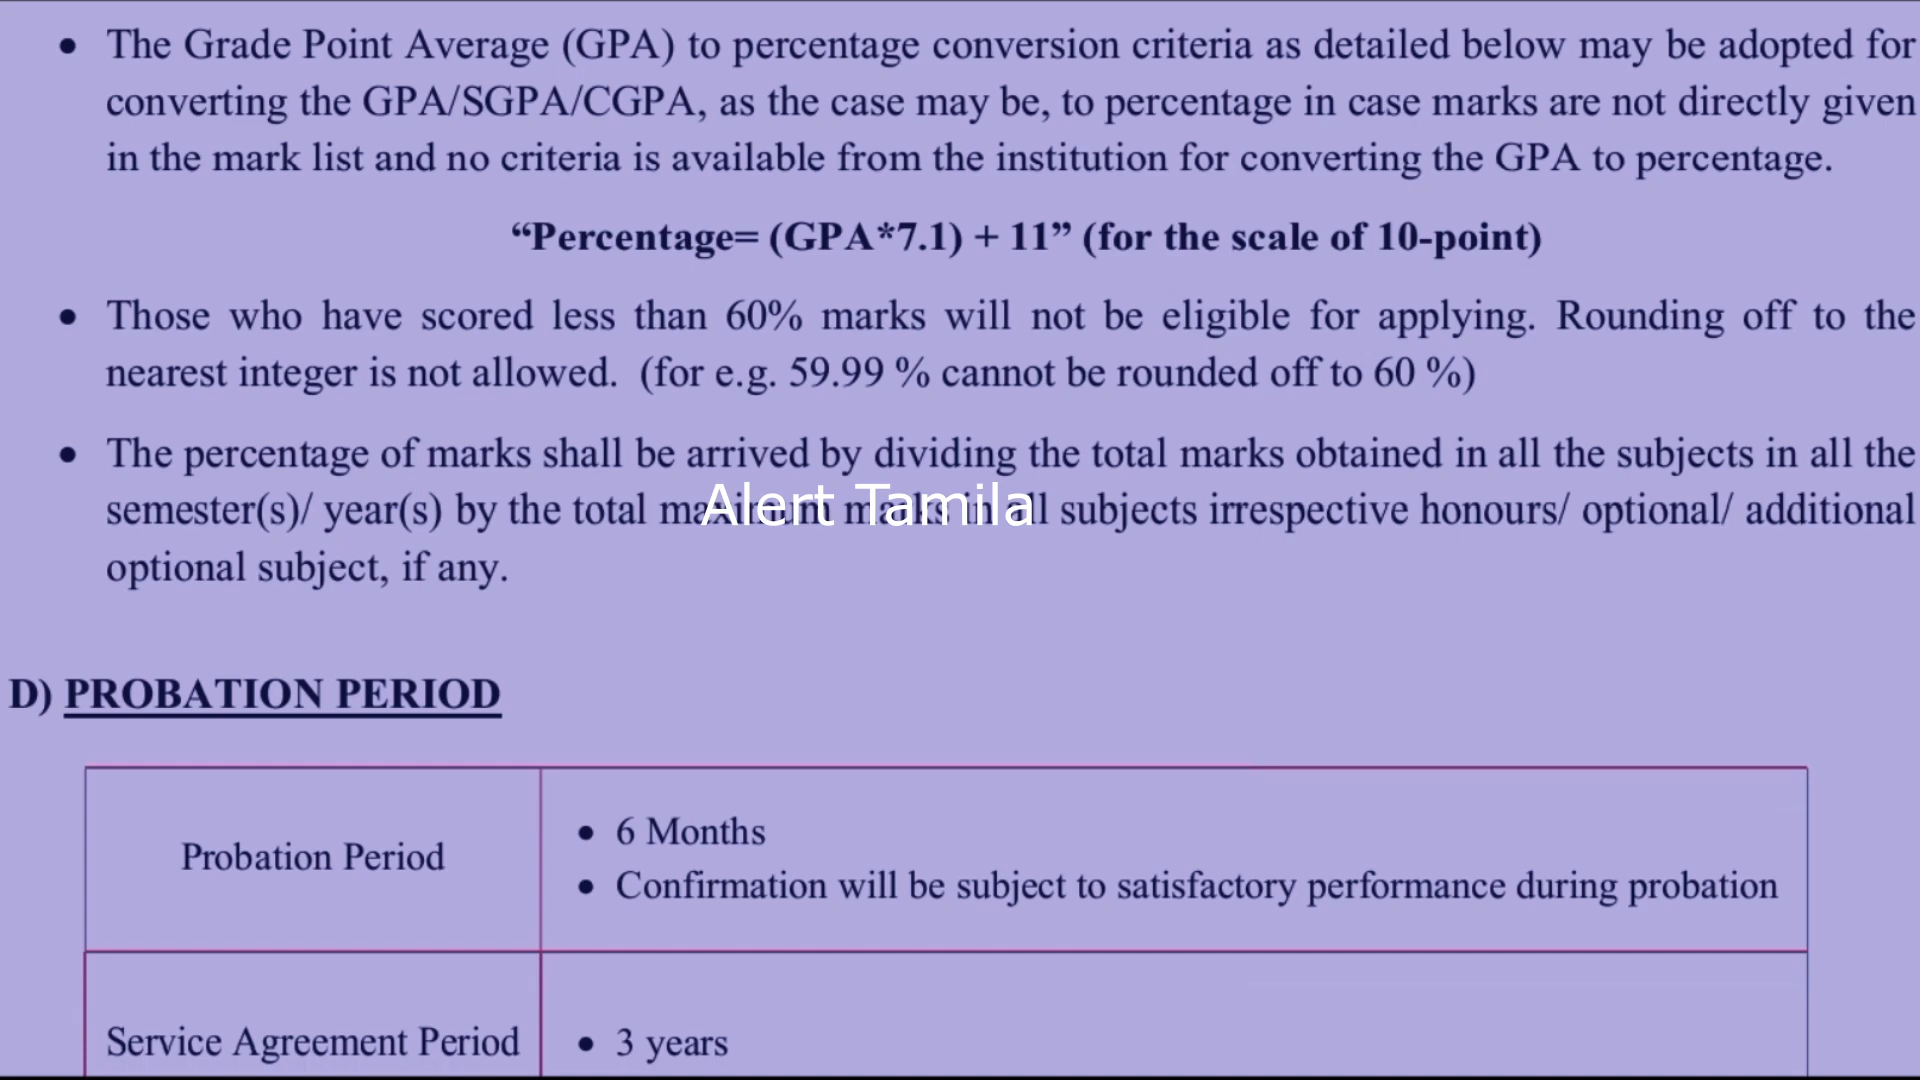 • The Grade Point Average (GPA) to percentage conversion criteria as detailed below may be adopted for
converting the GPA/SGPA/CGPA, as the case may be, to percentage in case marks are not directly given
in the mark list and no criteria is available from the institution for converting the GPA to percentage.
“Percentage= (GPA*7.1) + 11” (for the scale of 10-point)
• Those who have scored less than 60% marks will not be eligible for applying. Rounding off to the
nearest integer is not allowed. (for e.g. 59.99 % cannot be rounded off to 60 %)
• The percentage of marks shall be arrived by dividing the total marks obtained in all the subjects in all the
semester(s)/ year(s) by the total maximum marks in all subjects irrespective honours/ optional/ additional
Alert Tamila
optional subject, if any.
D) PROBATION PERIOD
Probation Period
• 6 Months
• Confirmation will be subject to satisfactory performance during probation
Service Agreement Period
• 3 years